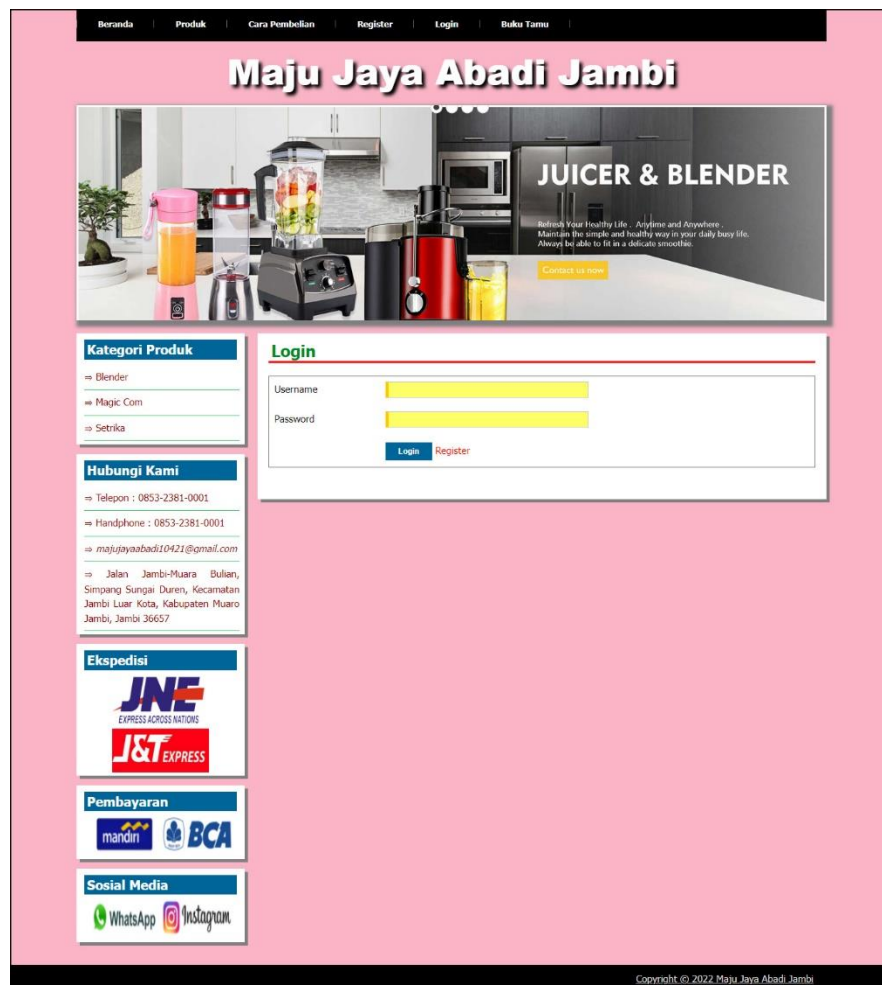 Beranda | Produk | Cara Pembelian | Register | Login | Buku Tamu |
Maju Jaya Abadi Jambi
JUICER & BLENDER
Refresh Your Healthy Life , Anytime and Anywhere .
Maintain the simple and healthy way in your daily busy life.
Always be able to fit in a delicate smoothie.
Contact us now
Kategori Produk
⇒ Blender
⇒ Magic Com
⇒ Setrika
Login
Username
Password
Login Register
Hubungi Kami
⇒ Telepon : 0853-2381-0001
⇒ Handphone : 0853-2381-0001
⇒ majujayaabadi10421@gmail.com
⇒ Jalan Jambi-Muara Bulian,
Simpang Sungai Duren, Kecamatan
Jambi Luar Kota, Kabupaten Muaro
Jambi, Jambi 36657
Ekspedisi
JNE
EXPRESS ACROSS NATIONS
J&T EXPRESS
Pembayaran
mandiri BCA
Sosial Media
WhatsApp Instagram
Copyright © 2022 Maju Jaya Abadi Jambi